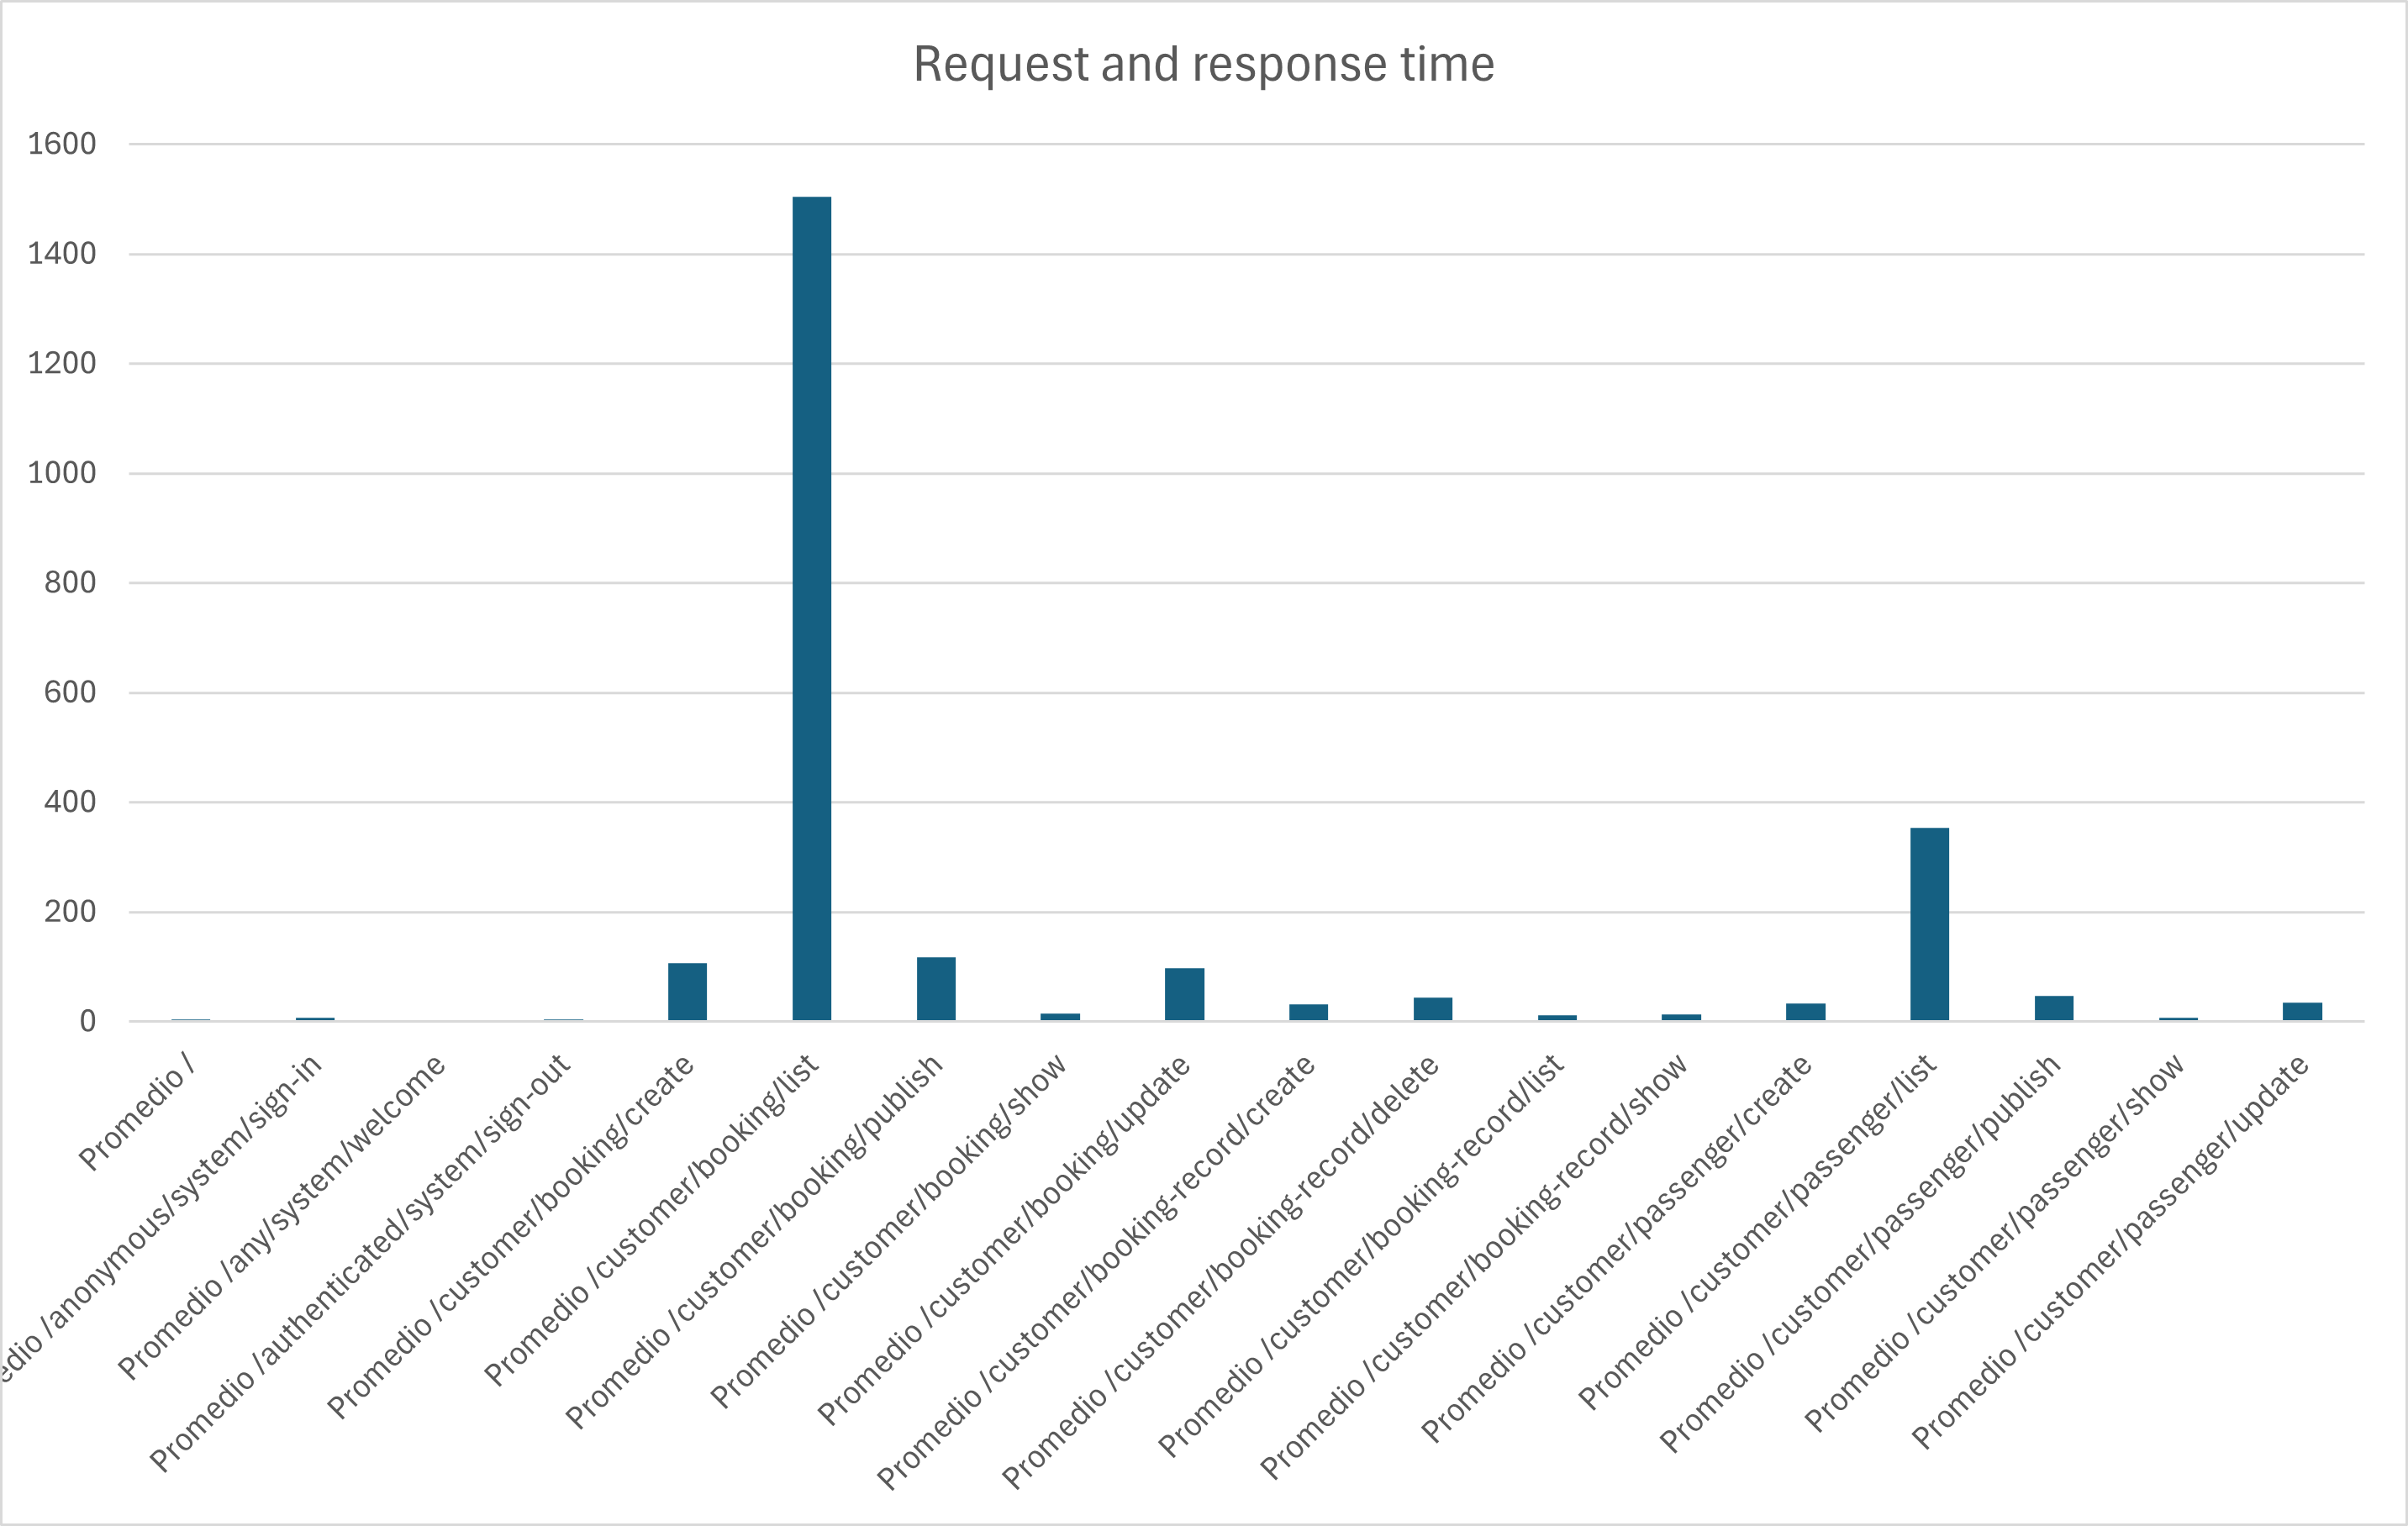 Request and response time
1600
1400
1200
1000
800
600
400
200
0
Promedio /
edio /anonymous/system/sign-in
Promedio /any/system/welcome
Promedio /authenticated/system/sign-out
Promedio /customer/booking/create
Promedio /customer/booking/list
Promedio /customer/booking/publish
Promedio /customer/booking/show
Promedio /customer/booking/update
Promedio /customer/booking-record/create
Promedio /customer/booking-record/delete
Promedio /customer/booking-record/list
Promedio /customer/booking-record/show
Promedio /customer/passenger/create
Promedio /customer/passenger/list
Promedio /customer/passenger/publish
Promedio /customer/passenger/show
Promedio /customer/passenger/update